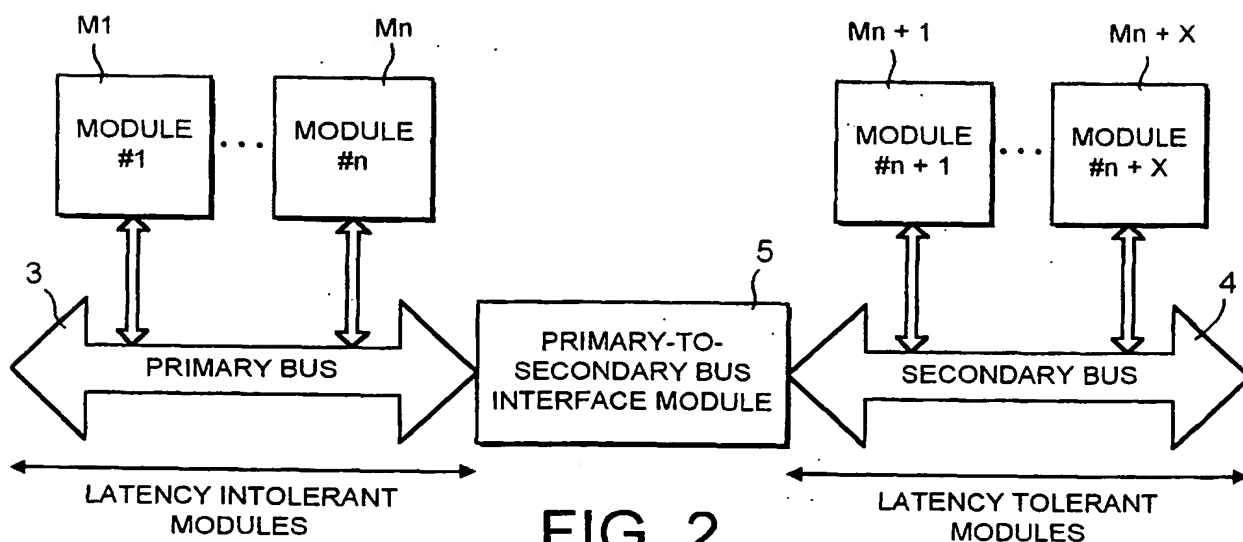 M1
Mn
Mn + 1
Mn + X
MODULE
#1
. . .
MODULE
#n
MODULE
#n + 1
. . .
MODULE
#n + X
3
5
4
PRIMARY BUS
PRIMARY-TO-
SECONDARY BUS
INTERFACE MODULE
SECONDARY BUS
LATENCY INTOLERANT
MODULES
LATENCY TOLERANT
MODULES
FIG. 2